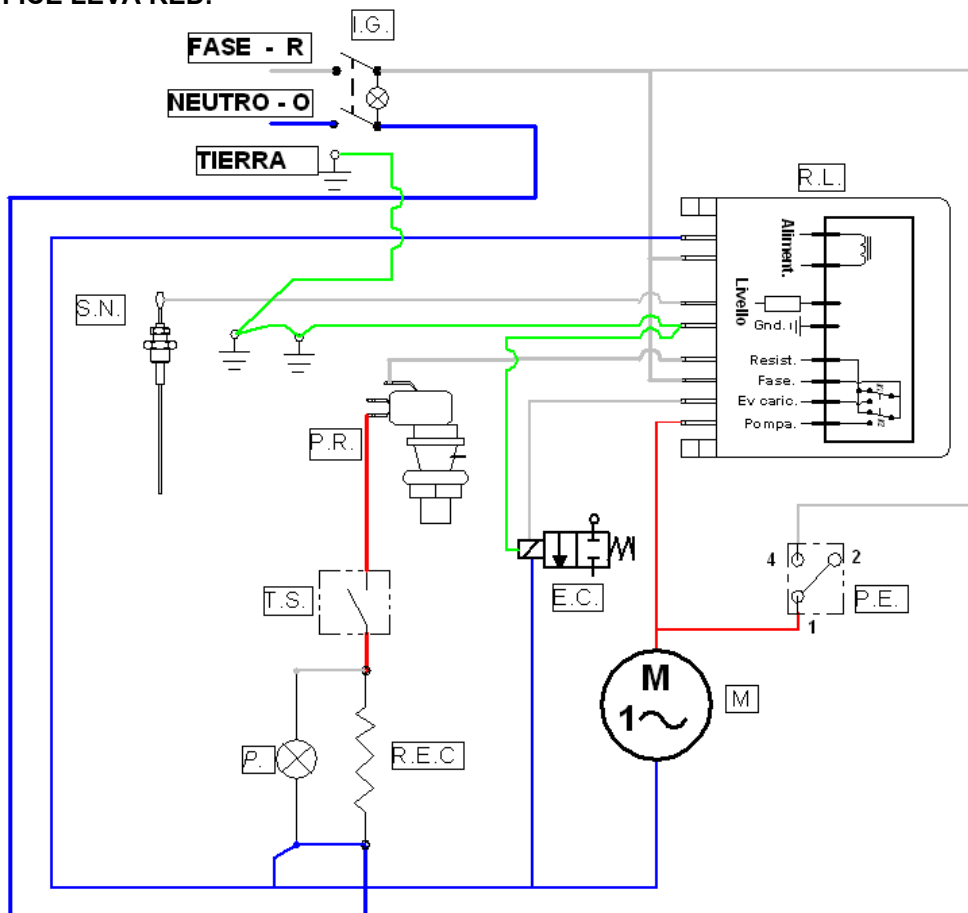 I.G.
FASE - R
NEUTRO - O
TIERRA
R.L.
Aliment.
S.N.
Livello
Gnd.
Resist.
Fase.
Ev caric.
Pompa.
P.R.
4
2
T.S.
E.C.
P.E.
1
M
1
M
P.
R.E.C